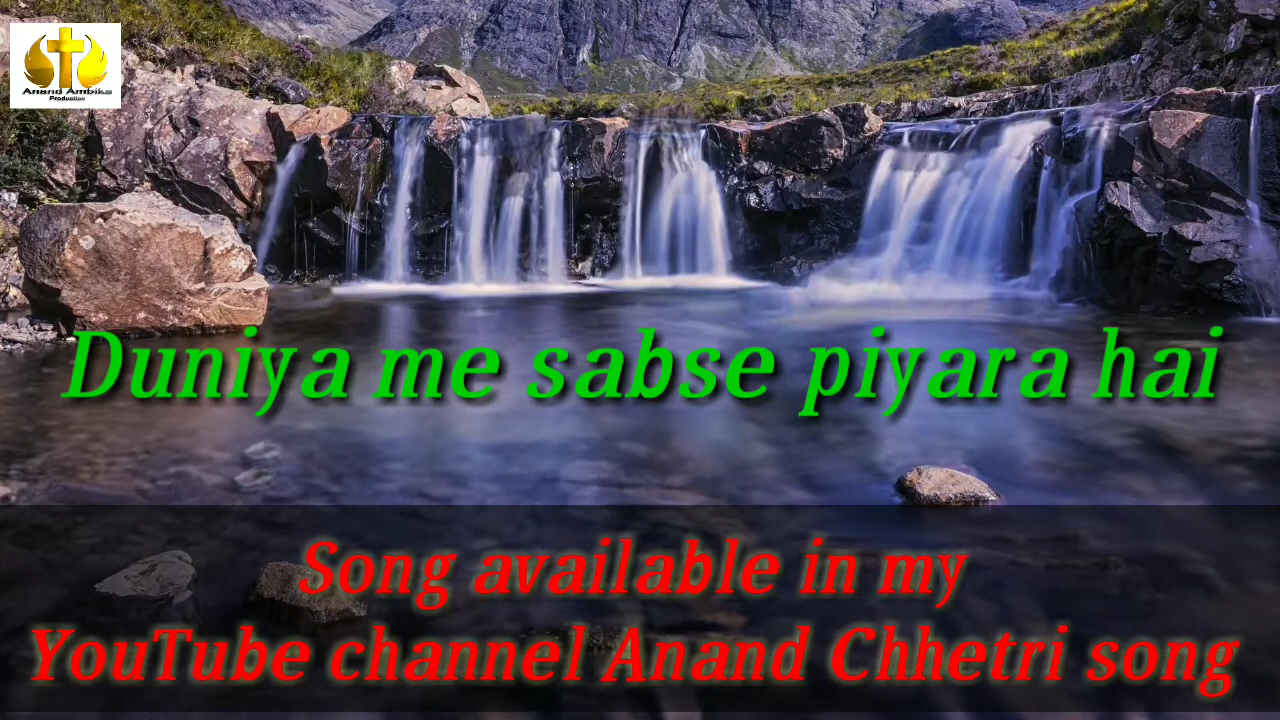 Anand Ambika
Production
Duniya me sabse piyara hai
Song available in my
YouTube channel Anand Chhetri song